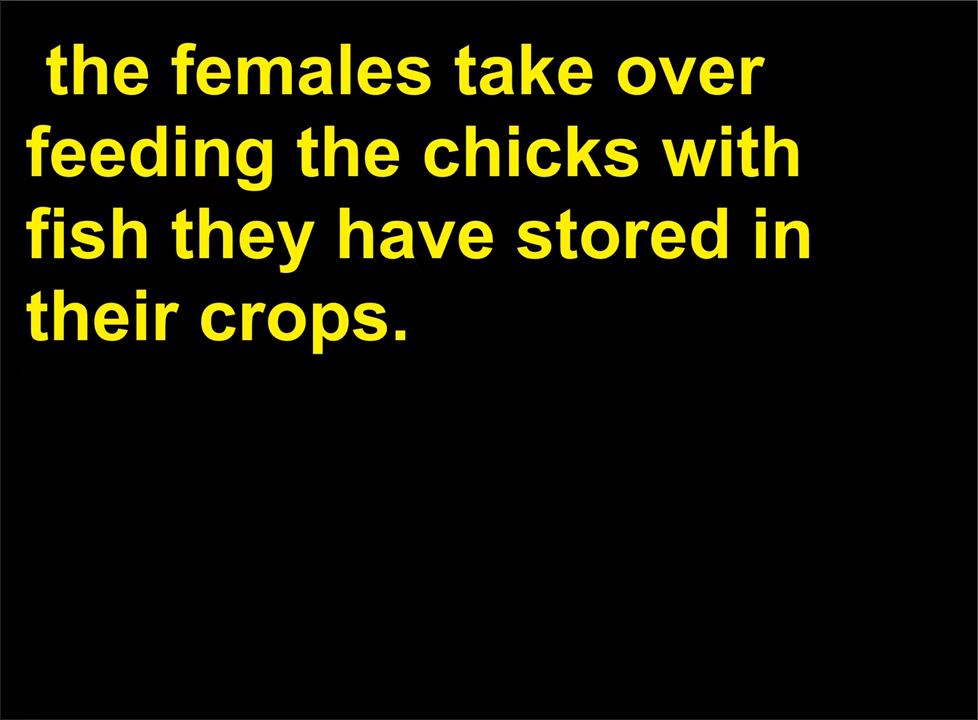 the females take over
feeding the chicks with
fish they have stored in
their crops.